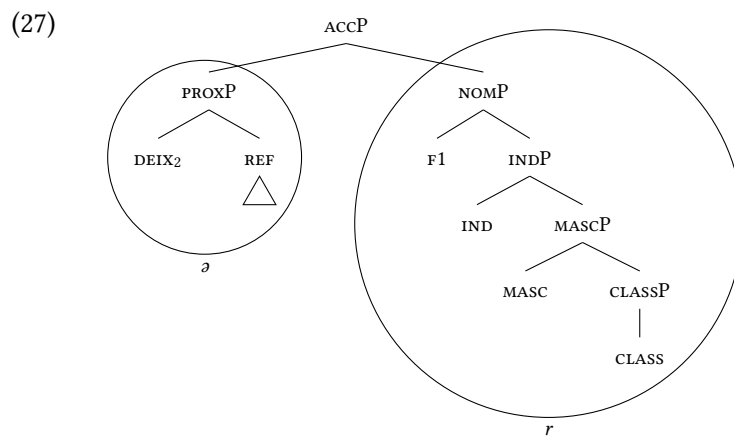 (27)
ACCP
PROXP NOMP
DEIX2 REF F1 INDP
IND MASCP
ə
MASC CLASSP
CLASS
r